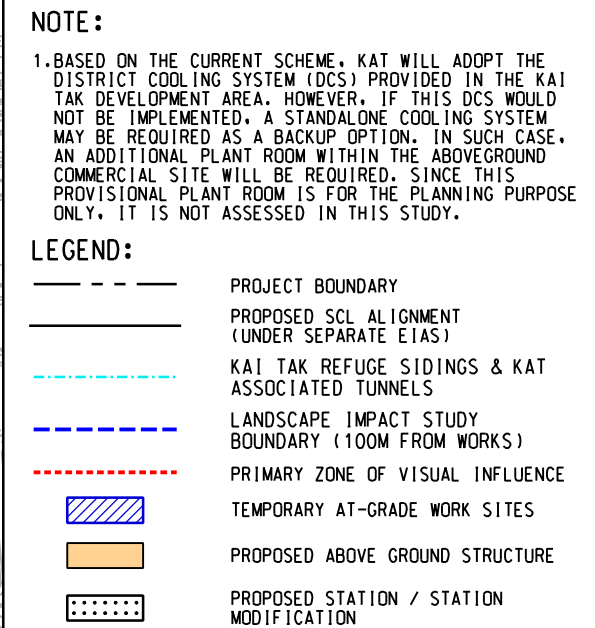 NOTE:
1.BASED ON THE CURRENT SCHEME, KAT WILL ADOPT THE
DISTRICT COOLING SYSTEM (DCS) PROVIDED IN THE KAI
TAK DEVELOPMENT AREA. HOWEVER, IF THIS DCS WOULD
NOT BE IMPLEMENTED, A STANDALONE COOLING SYSTEM
MAY BE REQUIRED AS A BACKUP OPTION. IN SUCH CASE,
AN ADDITIONAL PLANT ROOM WITHIN THE ABOVEGROUND
COMMERCIAL SITE WILL BE REQUIRED. SINCE THIS
PROVISIONAL PLANT ROOM IS FOR THE PLANNING PURPOSE
ONLY, IT IS NOT ASSESSED IN THIS STUDY.
LEGEND:
PROJECT BOUNDARY
PROPOSED SCL ALIGNMENT
(UNDER SEPARATE EIAS)
KAI TAK REFUGE SIDINGS & KAT
ASSOCIATED TUNNELS
LANDSCAPE IMPACT STUDY
BOUNDARY (100M FROM WORKS)
PRIMARY ZONE OF VISUAL INFLUENCE
TEMPORARY AT-GRADE WORK SITES
PROPOSED ABOVE GROUND STRUCTURE
PROPOSED STATION / STATION
MODIFICATION